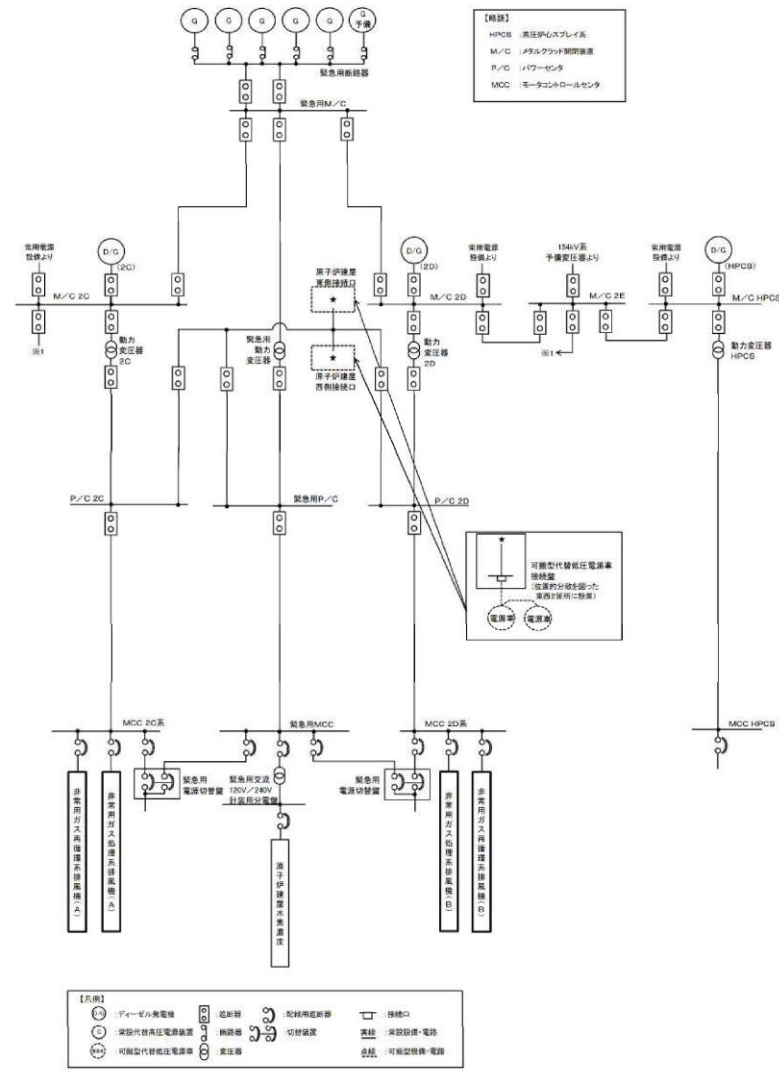 G
G
G
G
G
G
予備
緊急用断路器
緊急用M/C
【略語】
HPCS :高圧炉心スプレイ系
M/C :メタルクラッド開閉装置
P/C :パワーセンタ
MCC :モータコントロールセンタ
常用電源
設備より
D/G
(2C)
M/C 2C
※1
動力
変圧器
2C
原子炉建屋
東側接続口
★
緊急用
動力
変圧器
★
原子炉建屋
西側接続口
D/G
(2D)
M/C 2D
動力
変圧器
2D
常用電源
設備より
154kV系
予備変圧器より
M/C 2E
※1
常用電源
設備より
D/G
(HPCS)
M/C HPCS
動力変圧器
HPCS
P/C 2C
緊急用P/C
P/C 2D
★
可搬型代替低圧電源車
接続盤
(位置的分散を図った
東西2箇所に設置)
電源車
電源車
MCC 2C系
緊急用MCC
MCC 2D系
MCC HPCS
緊急用
電源切替盤
緊急用交流
120V/240V
計装用分電盤
緊急用
電源切替盤
非常用ガス再循環系排風機(A)
非常用ガス処理系排風機(A)
原子炉建屋水素濃度
非常用ガス処理系排風機(B)
非常用ガス再循環系排風機(B)
【凡例】
D/G :ディーゼル発電機
:遮断器
:配線用遮断器
:接続口
G :常設代替高圧電源装置
:断路器
:切替装置
実線 :常設設備・電路
電源車 :可搬型代替低圧電源車
:変圧器
点線 :可搬型設備・電路